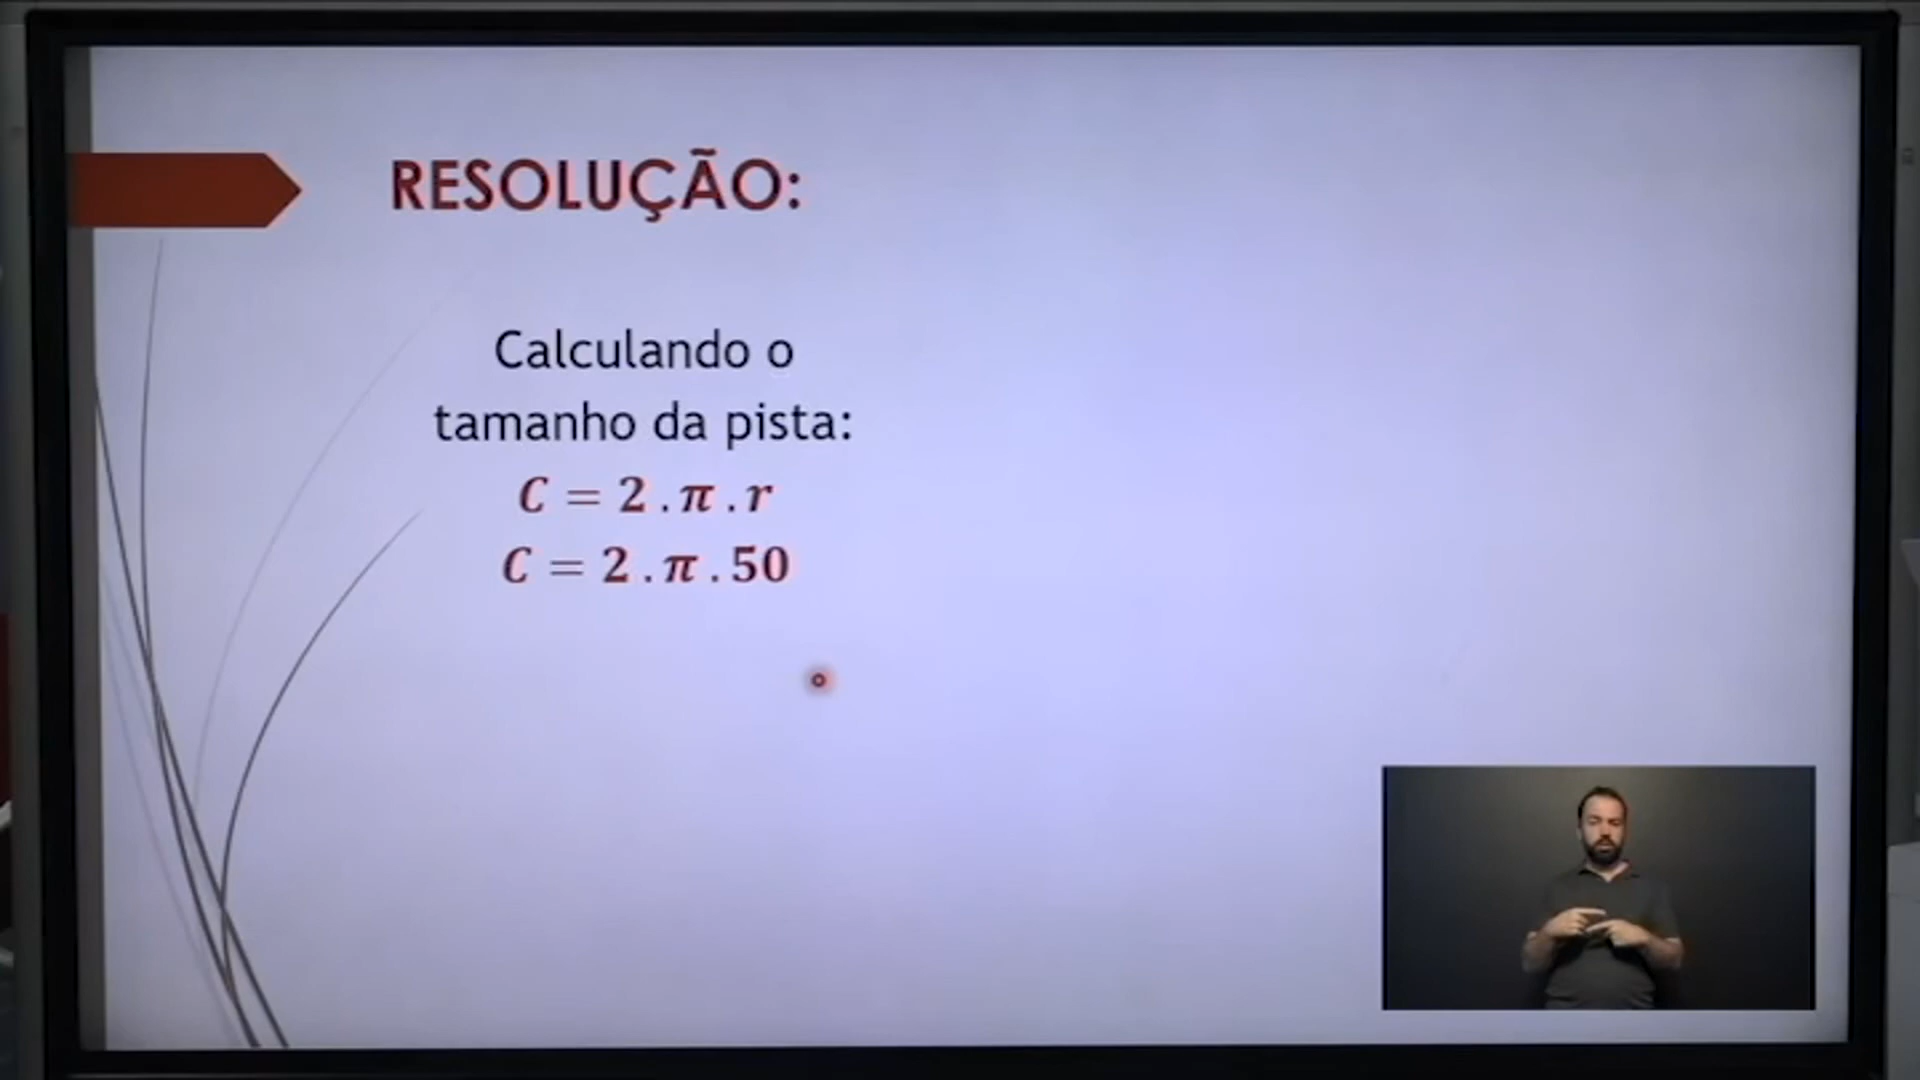 RESOLUÇÃO:
Calculando o
tamanho da pista:
C = 2 . π . r
C = 2 . π . 50